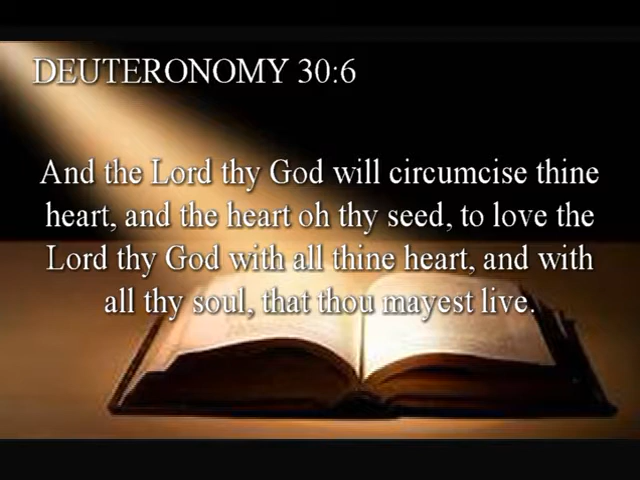 DEUTERONOMY 30:6
And the Lord thy God will circumcise thine
heart, and the heart oh thy seed, to love the
Lord thy God with all thine heart, and with
all thy soul, that thou mayest live.